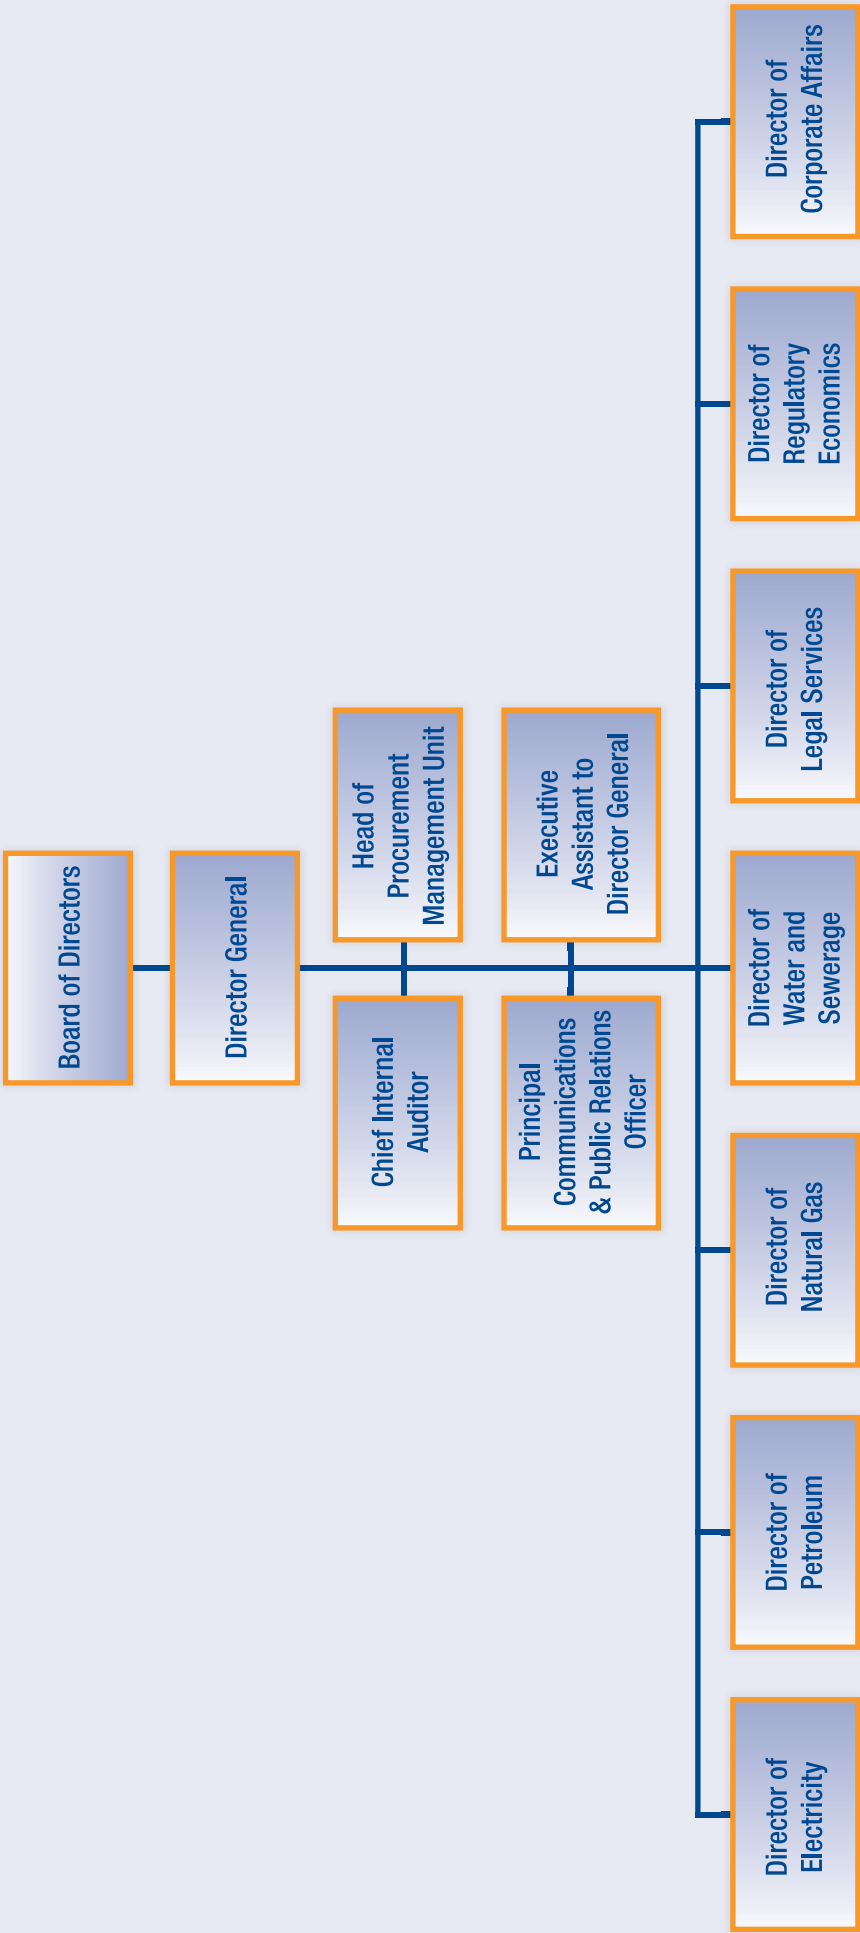 Board of Directors
Director General
Chief Internal
Auditor
Head of
Procurement
Management Unit
Principal
Communications
& Public Relations
Officer
Executive
Assistant to
Director General
Director of
Electricity
Director of
Petroleum
Director of
Natural Gas
Director of
Water and
Sewerage
Director of
Legal Services
Director of
Regulatory
Economics
Director of
Corporate Affairs